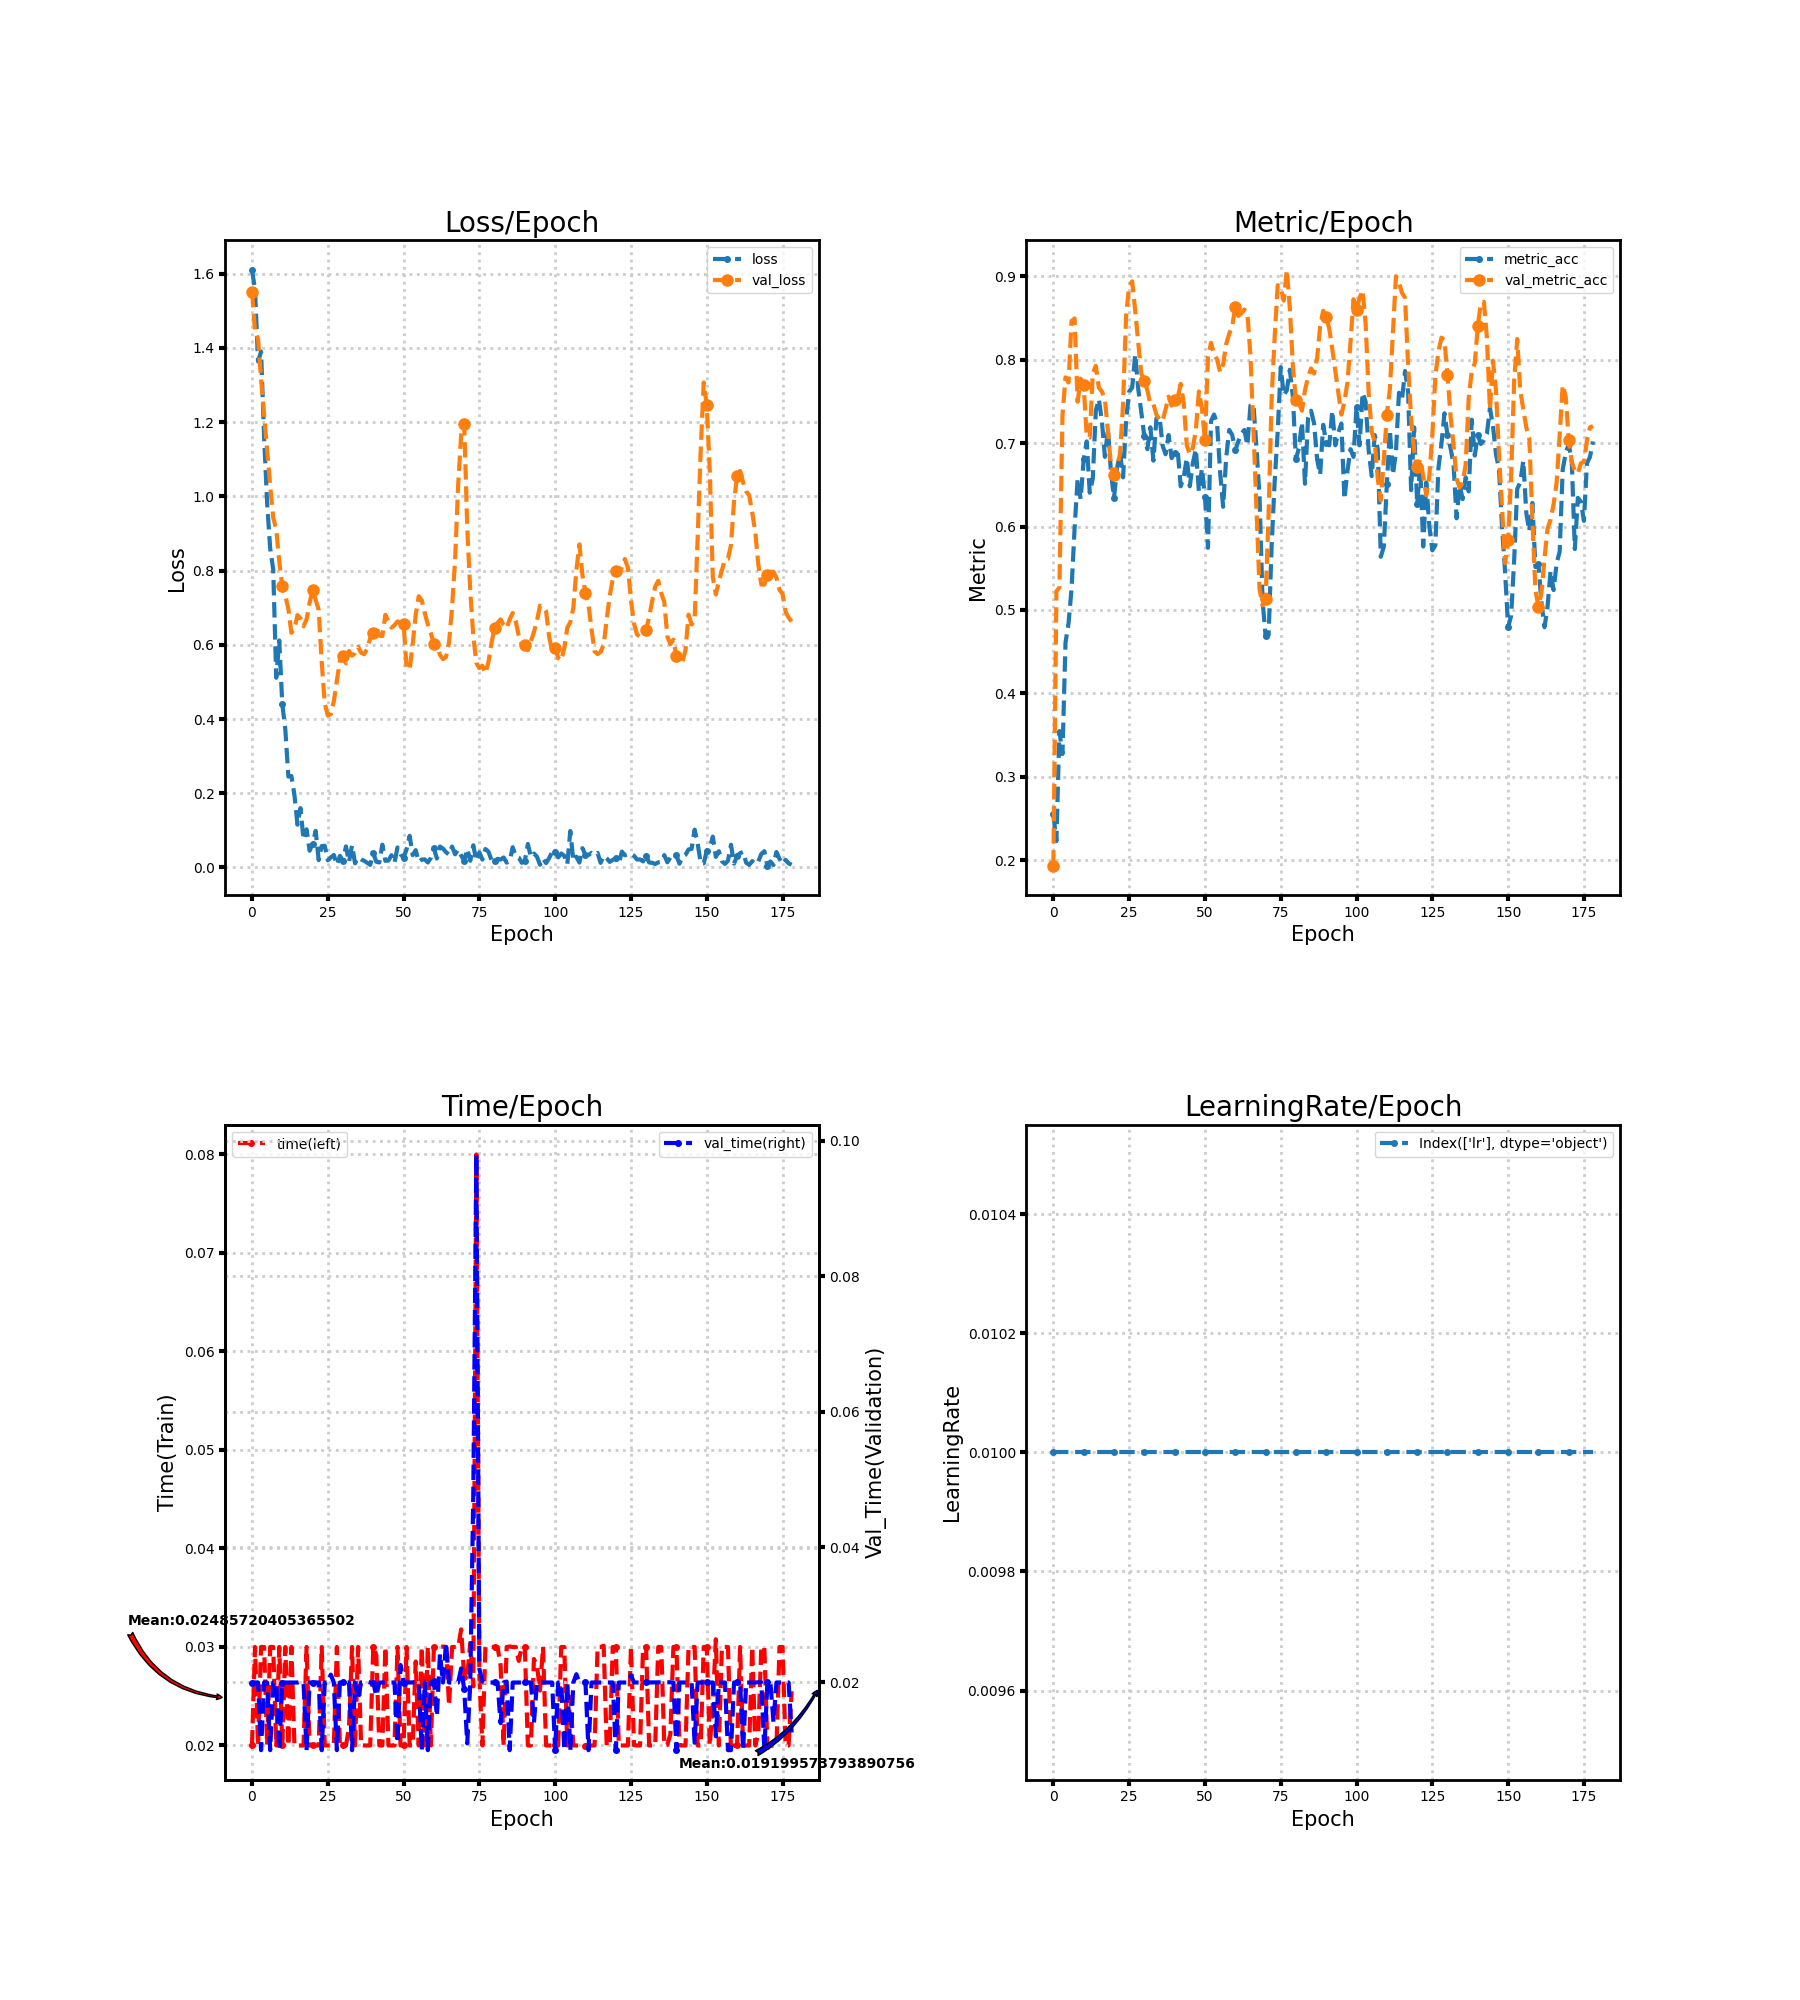 Loss/Epoch
loss
val_loss
1.6
1.4
1.2
1.0
0.8
0.6
0.4
0.2
0.0
Loss
0 25 50 75 100 125 150 175
Epoch
Metric/Epoch
metric_acc
val_metric_acc
0.9
0.8
0.7
0.6
0.5
0.4
0.3
0.2
Metric
0 25 50 75 100 125 150 175
Epoch
Time/Epoch
time(left)
val_time(right)
0.08
0.07
0.06
0.05
0.04
0.03
0.02
Time(Train)
0.10
0.08
0.06
0.04
0.02
Val_Time(Validation)
Mean:0.02485720405365502
Mean:0.019199573793890756
0 25 50 75 100 125 150 175
Epoch
LearningRate/Epoch
Index(['lr'], dtype='object')
0.0104
0.0102
0.0100
0.0098
0.0096
LearningRate
0 25 50 75 100 125 150 175
Epoch